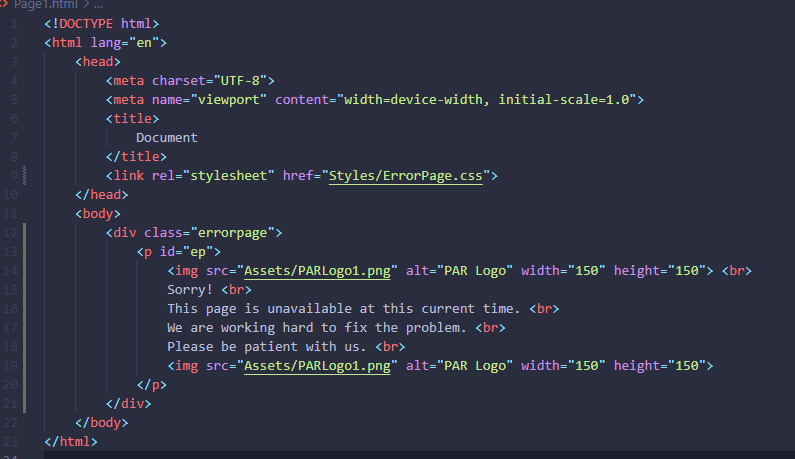 Page1.html > ...
1 <!DOCTYPE html>
2 <html lang="en">
3 <head>
4 <meta charset="UTF-8">
5 <meta name="viewport" content="width=device-width, initial-scale=1.0">
6 <title>
7 Document
8 </title>
9 <link rel="stylesheet" href="Styles/ErrorPage.css">
10 </head>
11 <body>
12 <div class="errorpage">
13 <p id="ep">
14 <img src="Assets/PARLogo1.png" alt="PAR Logo" width="150" height="150"> <br>
15 Sorry! <br>
16 This page is unavailable at this current time. <br>
17 We are working hard to fix the problem. <br>
18 Please be patient with us. <br>
19 <img src="Assets/PARLogo1.png" alt="PAR Logo" width="150" height="150">
20 </p>
21 </div>
22 </body>
23 </html>
24